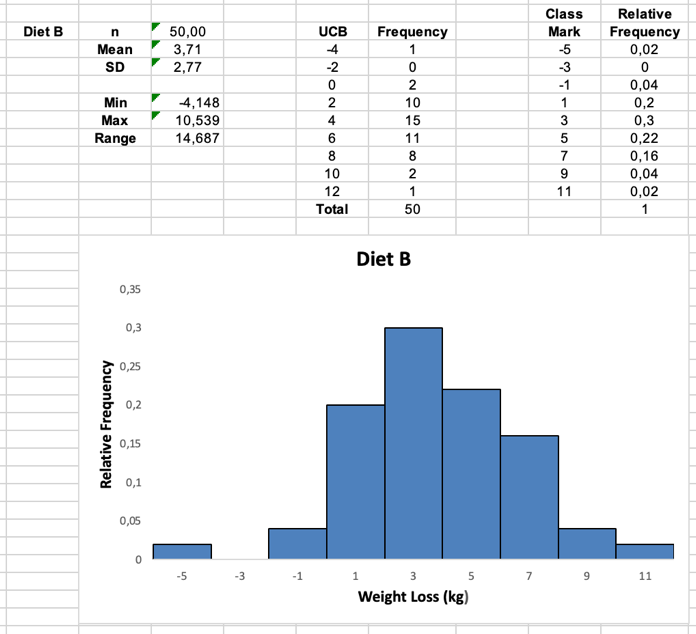 Class Relative
Diet B n 50,00 UCB Frequency Mark Frequency
Mean 3,71 -4 1 -5 0,02
SD 2,77 -2 0 -3 0
0 2 -1 0,04
Min -4,148 2 10 1 0,2
Max 10,539 4 15 3 0,3
Range 14,687 6 11 5 0,22
8 8 7 0,16
10 2 9 0,04
12 1 11 0,02
Total 50 1
Diet B
0,35
0,3
0,25
0,2
0,15
0,1
0,05
0
Relative Frequency
-5 -3 -1 1 3 5 7 9 11
Weight Loss (kg)